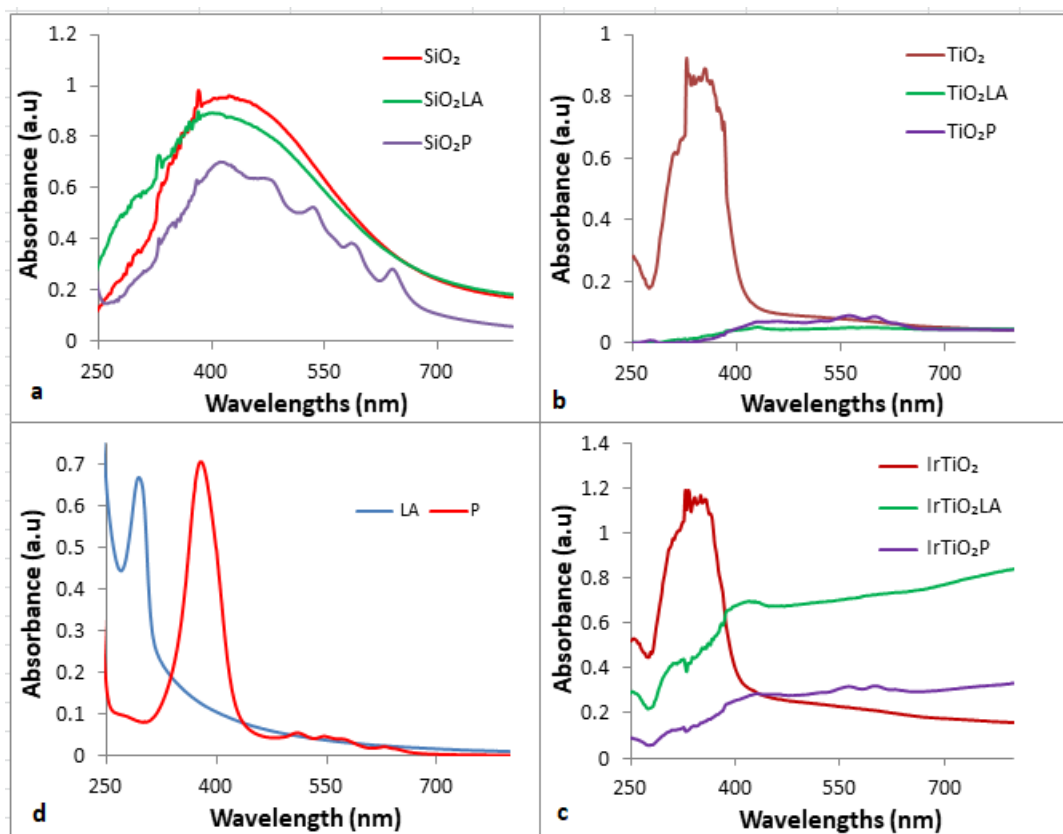 1.2
1
0.8
0.6
0.4
0.2
0
Absorbance (a.u)
SiO₂
SiO₂LA
SiO₂P
250 400 550 700
Wavelengths (nm)
a
1
0.8
0.6
0.4
0.2
0
Absorbance (a.u)
TiO₂
TiO₂LA
TiO₂P
250 400 550 700
Wavelengths (nm)
b
0.7
0.6
0.5
0.4
0.3
0.2
0.1
0
Absorbance (a.u)
LA P
250 400 550 700
Wavelength (nm)
d
1.4
1.2
1
0.8
0.6
0.4
0.2
0
Absorbance (a.u)
IrTiO₂
IrTiO₂LA
IrTiO₂P
250 400 550 700
Wavelengths (nm)
c